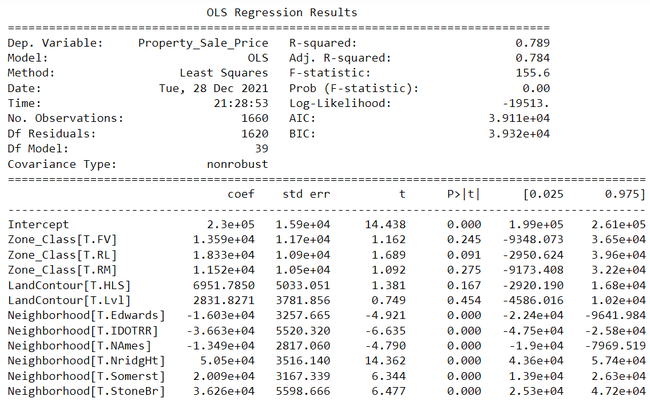 OLS Regression Results
==============================================================================
Dep. Variable: Property_Sale_Price R-squared: 0.789
Model: OLS Adj. R-squared: 0.784
Method: Least Squares F-statistic: 155.6
Date: Tue, 28 Dec 2021 Prob (F-statistic): 0.00
Time: 21:28:53 Log-Likelihood: -19513.
No. Observations: 1660 AIC: 3.911e+04
Df Residuals: 1620 BIC: 3.932e+04
Df Model: 39
Covariance Type: nonrobust
==============================================================================
coef std err t P>|t| [0.025 0.975]
------------------------------------------------------------------------------
Intercept 2.3e+05 1.59e+04 14.438 0.000 1.99e+05 2.61e+05
Zone_Class[T.FV] 1.359e+04 1.17e+04 1.162 0.245 -9348.073 3.65e+04
Zone_Class[T.RL] 1.833e+04 1.09e+04 1.689 0.091 -2950.624 3.96e+04
Zone_Class[T.RM] 1.152e+04 1.05e+04 1.092 0.275 -9173.408 3.22e+04
LandContour[T.HLS] 6951.7850 5033.051 1.381 0.167 -2920.190 1.68e+04
LandContour[T.Lvl] 2831.8271 3781.856 0.749 0.454 -4586.016 1.02e+04
Neighborhood[T.Edwards] -1.603e+04 3257.665 -4.921 0.000 -2.24e+04 -9641.984
Neighborhood[T.IDOTRR] -3.663e+04 5520.320 -6.635 0.000 -4.75e+04 -2.58e+04
Neighborhood[T.NAmes] -1.349e+04 2817.060 -4.790 0.000 -1.9e+04 -7969.519
Neighborhood[T.NridgHt] 5.05e+04 3516.140 14.362 0.000 4.36e+04 5.74e+04
Neighborhood[T.Somerst] 2.009e+04 3167.339 6.344 0.000 1.39e+04 2.63e+04
Neighborhood[T.StoneBr] 3.626e+04 5598.666 6.477 0.000 2.53e+04 4.72e+04